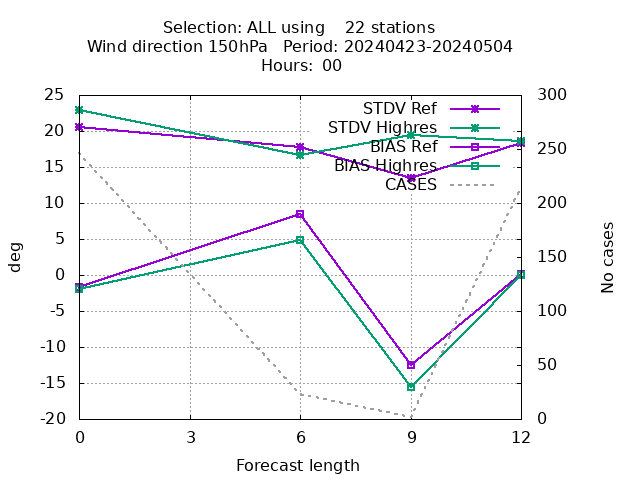 Selection: ALL using    22 stations
Wind direction 150hPa   Period: 20240423-20240504
Hours: 00
25
20
15
10
5
0
-5
-10
-15
-20
300
250
200
150
100
50
0
STDV Ref
STDV Highres
BIAS Ref
BIAS Highres
CASES
deg
No cases
0 3 6 9 12
Forecast length